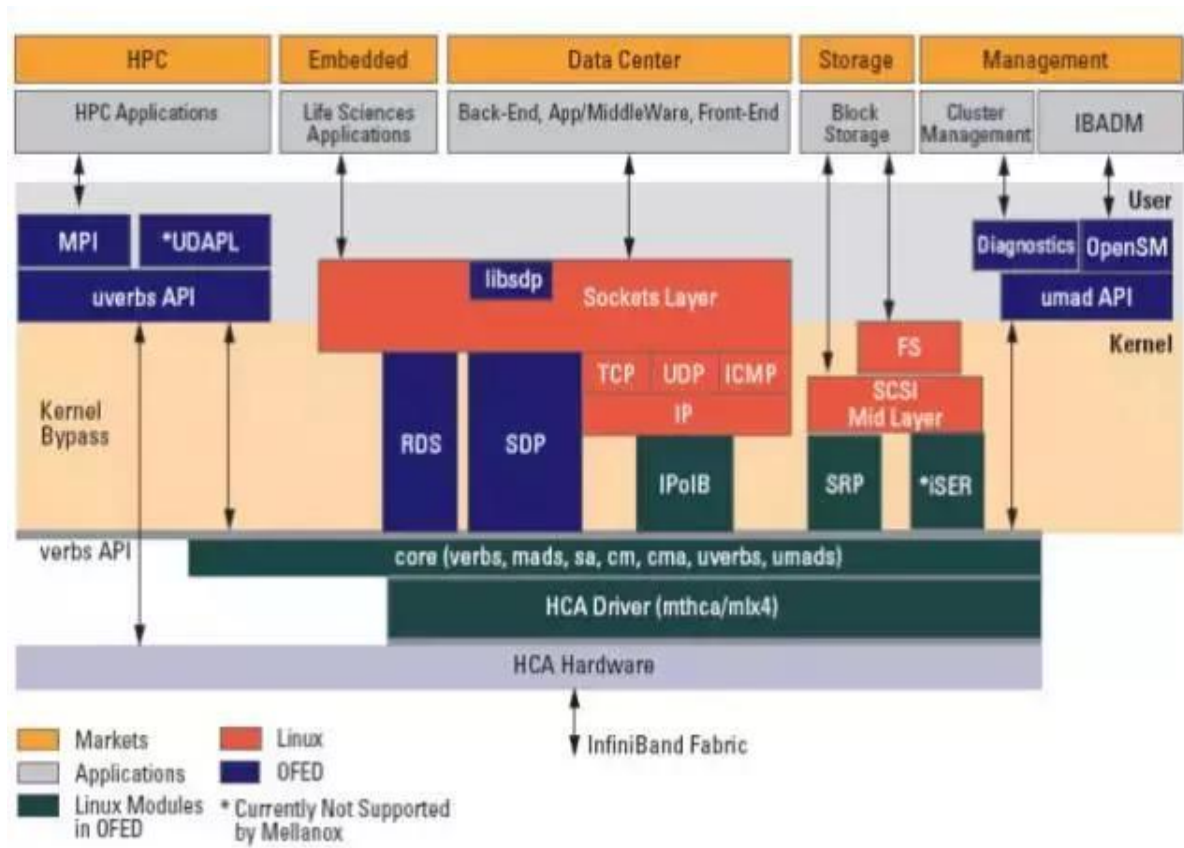 HPC
Embedded
Data Center
Storage
Management
HPC Applications
Life Sciences
Applications
Back-End, App/MiddleWare, Front-End
Block
Storage
Cluster
Management
IBADM
User
MPI
*UDAPL
Diagnostics
OpenSM
uverbs API
libsdp
Sockets Layer
umad API
Kernel
FS
TCP
UDP
ICMP
SCSI
Mid Layer
IP
Kernel
Bypass
RDS
SDP
IPoIB
SRP
*iSER
verbs API
core (verbs, mads, sa, cm, cma, uverbs, umads)
HCA Driver (mthca/mlx4)
HCA Hardware
InfiniBand Fabric
Markets
Linux
Applications
OFED
Linux Modules
in OFED
* Currently Not Supported
by Mellanox